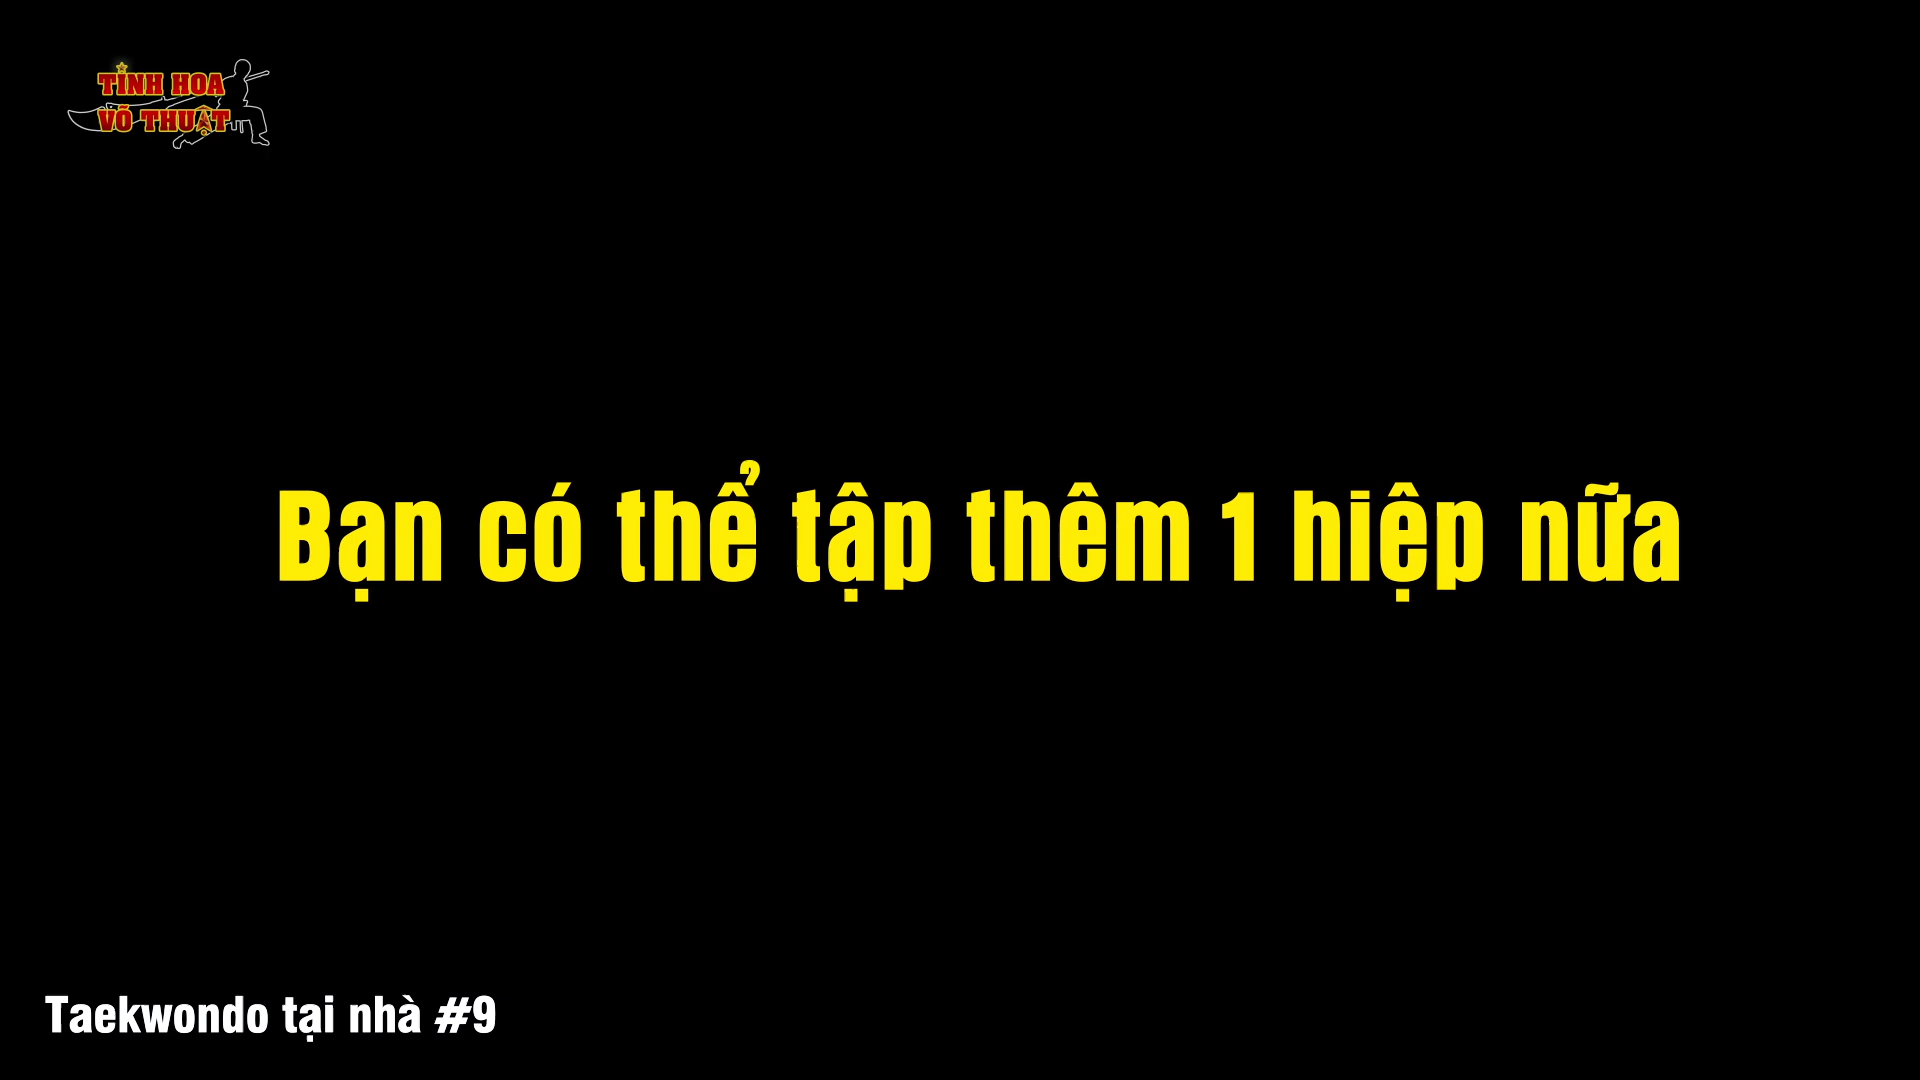 TINH HOA
VÕ THUẬT
Bạn có thể tập thêm 1 hiệp nữa
Taekwondo tại nhà #9